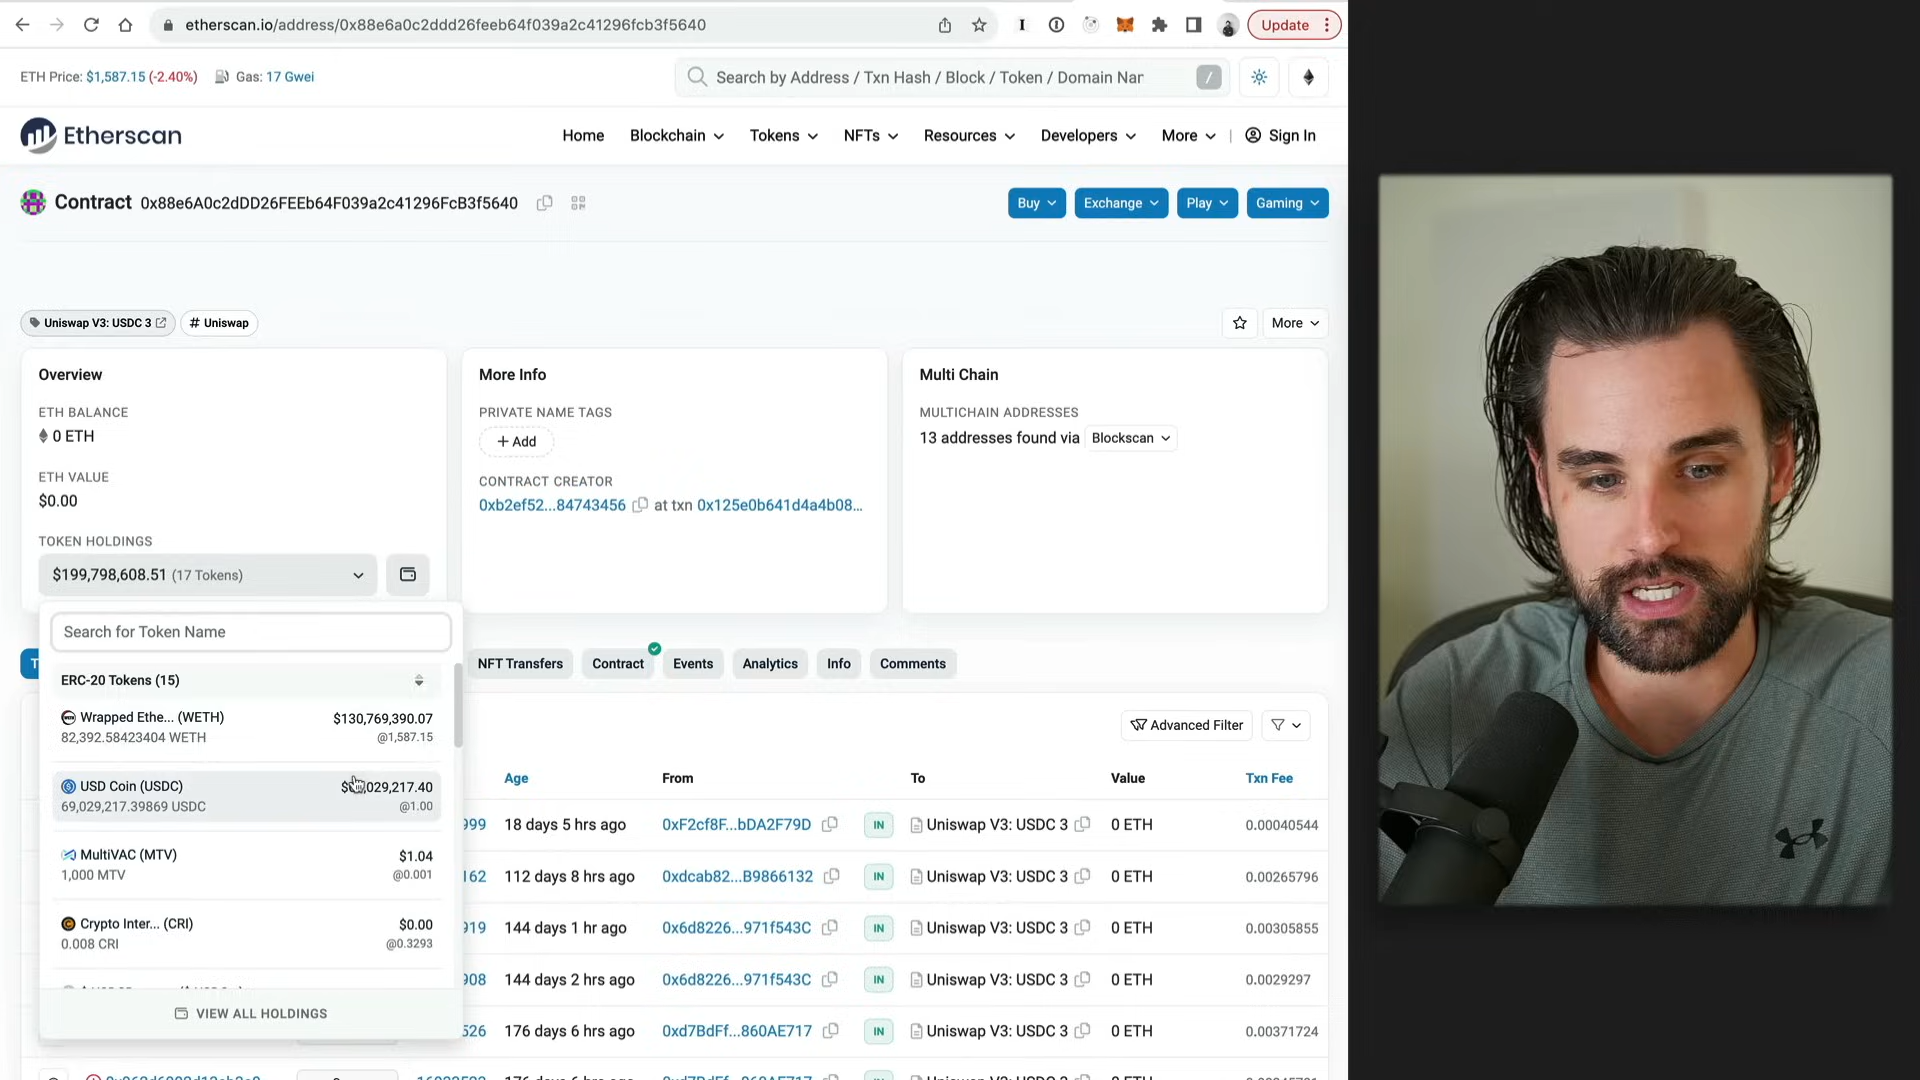 etherscan.io/address/0x88e6a0c2ddd26feeb64f039a2c41296fcb3f5640
Update
ETH Price: $1,587.15 (-2.40%) Gas: 17 Gwei
Search by Address / Txn Hash / Block / Token / Domain Nar
/
Etherscan
Home Blockchain Tokens NFTs Resources Developers More | Sign In
Contract 0x88e6A0c2dDD26FEEb64F039a2c41296FcB3f5640
Buy Exchange Play Gaming
Uniswap V3: USDC 3 # Uniswap
More
Overview
ETH BALANCE
0 ETH
ETH VALUE
$0.00
TOKEN HOLDINGS
$199,798,608.51 (17 Tokens)
More Info
PRIVATE NAME TAGS
+ Add
CONTRACT CREATOR
0xb2ef52...84743456 at txn 0x125e0b641d4a4b08...
Multi Chain
MULTICHAIN ADDRESSES
13 addresses found via Blockscan
Search for Token Name
ERC-20 Tokens (15)
Wrapped Ethe... (WETH) $130,769,390.07
82,392.58423404 WETH @1,587.15
USD Coin (USDC) 029,217.40
69,029,217.39869 USDC @1.00
MultiVAC (MTV) $1.04
1,000 MTV @0.001
Crypto Inter... (CRI) $0.00
0.008 CRI @0.3293
VIEW ALL HOLDINGS
T NFT Transfers Contract Events Analytics Info Comments
Advanced Filter
Age From To Value Txn Fee
999 18 days 5 hrs ago 0xF2cf8F...bDA2F79D IN Uniswap V3: USDC 3 0 ETH 0.00040544
162 112 days 8 hrs ago 0xdcab82...B9866132 IN Uniswap V3: USDC 3 0 ETH 0.00265796
919 144 days 1 hr ago 0x6d8226...971f543C IN Uniswap V3: USDC 3 0 ETH 0.00305855
908 144 days 2 hrs ago 0x6d8226...971f543C IN Uniswap V3: USDC 3 0 ETH 0.0029297
526 176 days 6 hrs ago 0xd7BdFf...860AE717 IN Uniswap V3: USDC 3 0 ETH 0.00371724